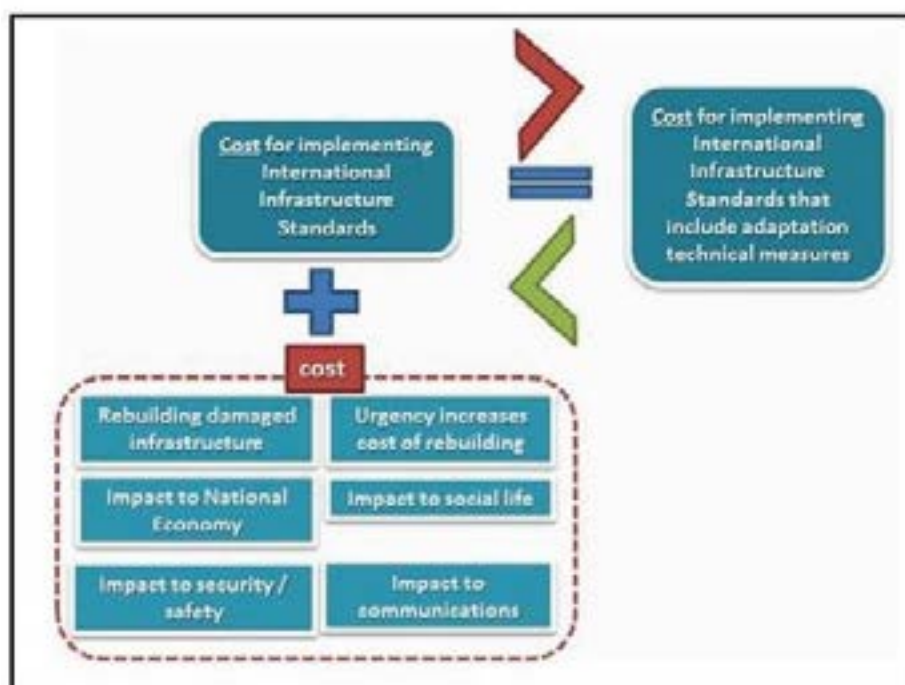 Cost for implementing
International
Infrastructure
Standards
Cost for implementing
International
Infrastructure
Standards that
include adaptation
technical measures
cost
Rebuilding damaged
infrastructure
Urgency increases
cost of rebuilding
Impact to National
Economy
Impact to social life
Impact to security /
safety
Impact to
communications